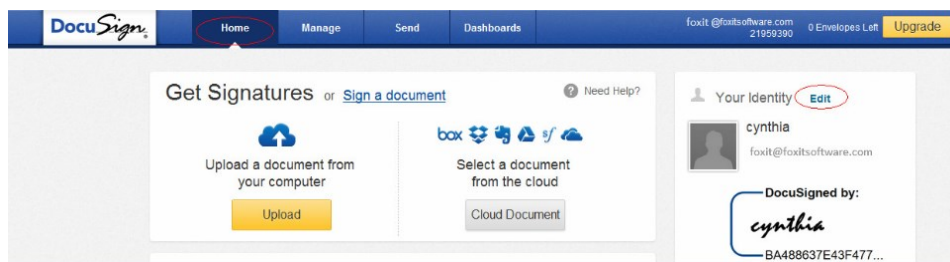 DocuSign
Home Manage Send Dashboards
foxit @foxitsoftware.com
21959390
0 Envelopes Left
Upgrade
Get Signatures or Sign a document
Need Help?
Upload a document from
your computer
Upload
box
sf
Select a document
from the cloud
Cloud Document
Your Identity Edit
cynthia
foxit@foxitsoftware.com
DocuSigned by:
cynthia
BA488637E43F477...